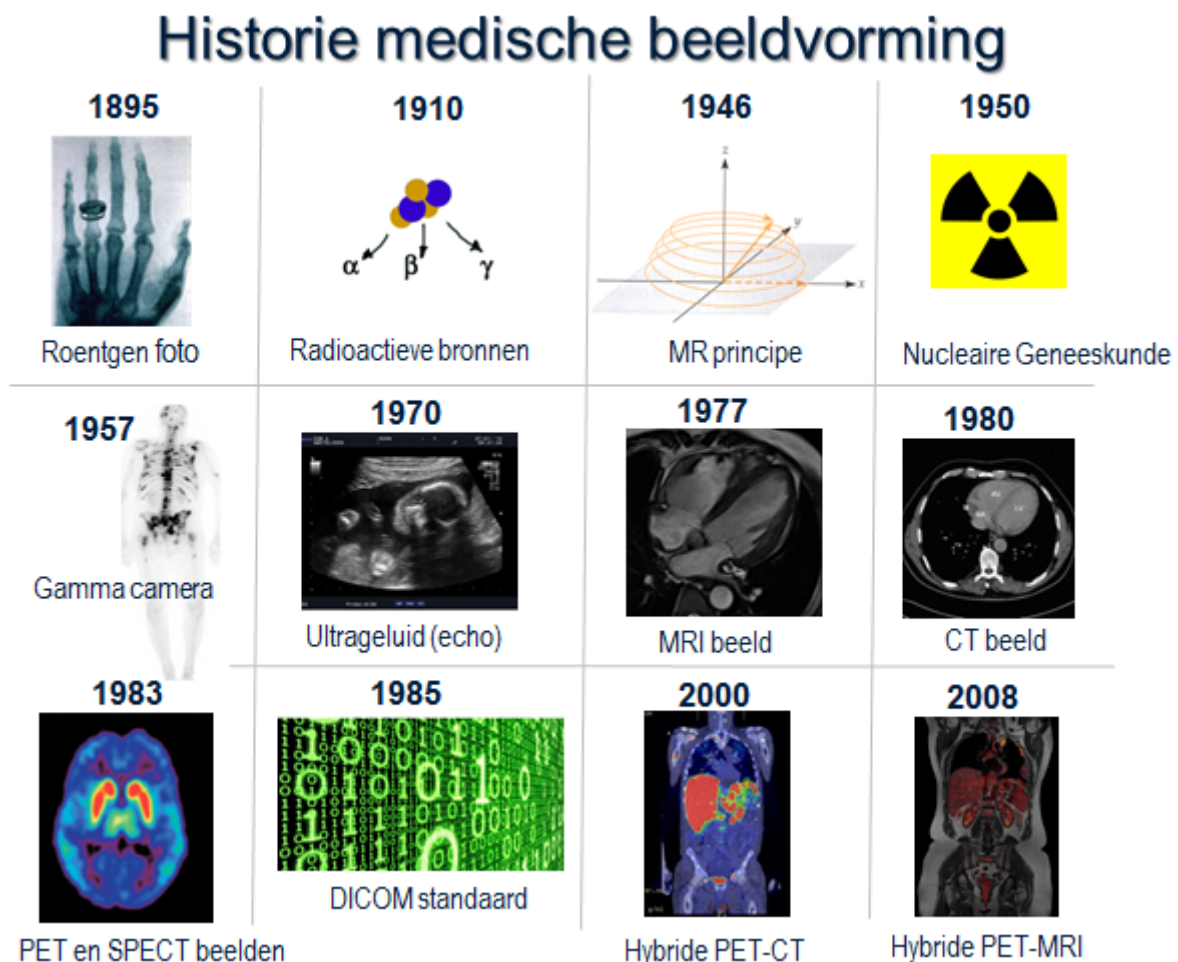 Historie medische beeldvorming
1895
1910
1946
1950
z
y
x
α
β
γ
Roentgen foto
Radioactieve bronnen
MR principe
Nucleaire Geneeskunde
1957
1970
1977
1980
Gamma camera
Ultrageluid (echo)
MRI beeld
CT beeld
1983
1985
2000
2008
DICOM standaard
PET en SPECT beelden
Hybride PET-CT
Hybride PET-MRI